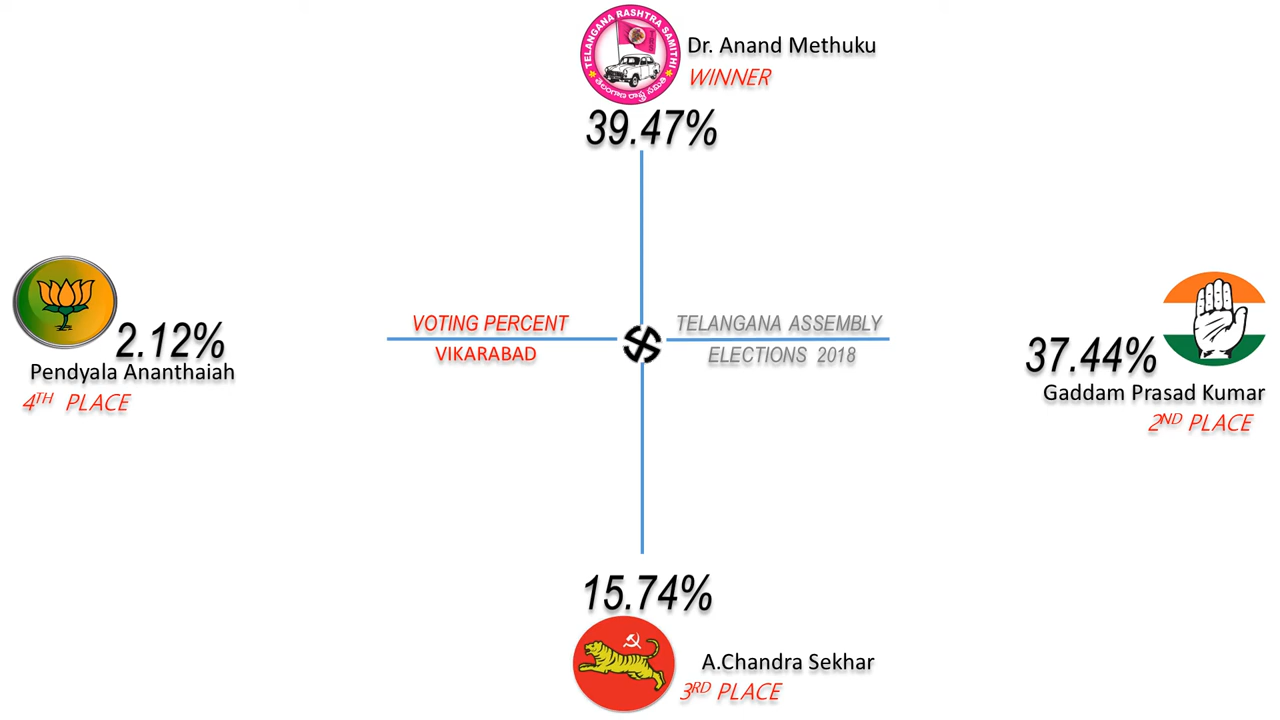 TELANGANA RASHTRA SAMITHI
తెలంగాణ రాష్ట్ర సమితి
Dr. Anand Methuku
WINNER
39.47%
2.12%
Pendyala Ananthaiah
4TH PLACE
VOTING PERCENT
VIKARABAD
TELANGANA ASSEMBLY
ELECTIONS 2018
37.44%
Gaddam Prasad Kumar
2ND PLACE
15.74%
A.Chandra Sekhar
3RD PLACE